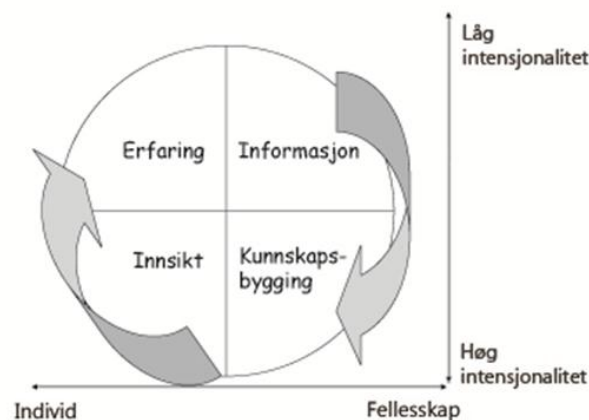 Låg
intensjonalitet
Erfaring
Informasjon
Innsikt
Kunnskaps-
bygging
Høg
intensjonalitet
Individ
Fellesskap